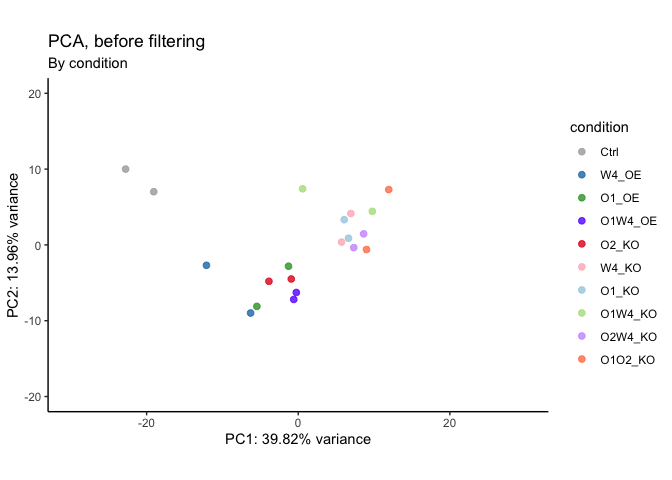 PCA, before filtering
By condition
20
10
0
-10
-20
PC2: 13.96% variance
-20
0
20
PC1: 39.82% variance
condition
Ctrl
W4_OE
O1_OE
O1W4_OE
O2_KO
W4_KO
O1_KO
O1W4_KO
O2W4_KO
O1O2_KO